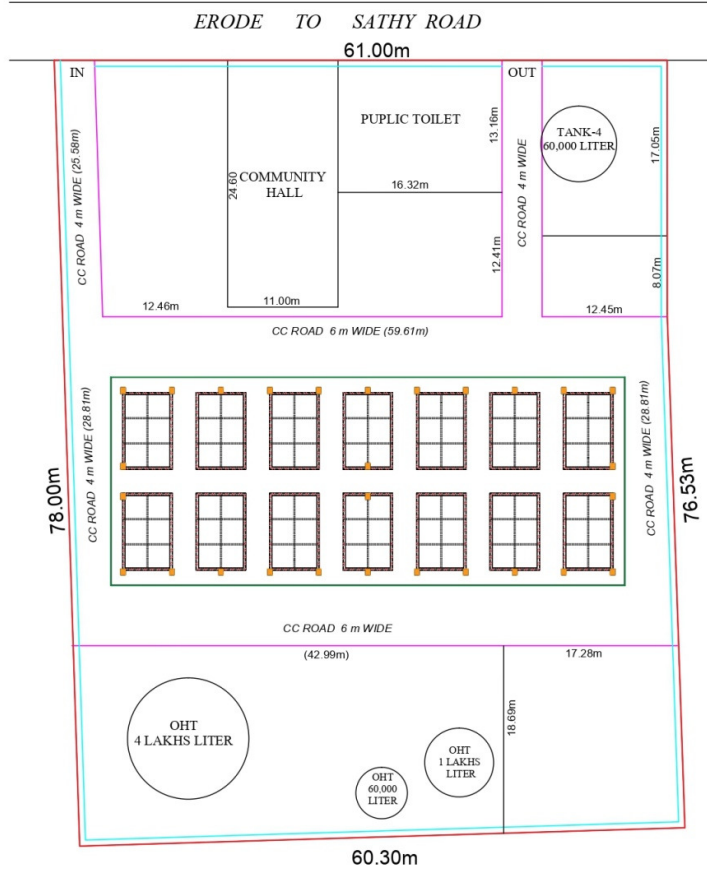 ERODE TO SATHY ROAD
61.00m
IN
OUT
CC ROAD 4 m WIDE (25.58m)
24.60
COMMUNITY
HALL
PUPLIC TOILET
13.16m
16.32m
12.41m
CC ROAD 4 m WIDE
TANK-4
60,000 LITER
17.05m
8.07m
12.46m
11.00m
12.45m
CC ROAD 6 m WIDE (59.61m)
78.00m
CC ROAD 4 m WIDE (28.81m)
CC ROAD 4 m WIDE (28.81m)
76.53m
CC ROAD 6 m WIDE
(42.99m)
17.28m
OHT
4 LAKHS LITER
OHT
60,000
LITER
OHT
1 LAKHS
LITER
18.69m
60.30m